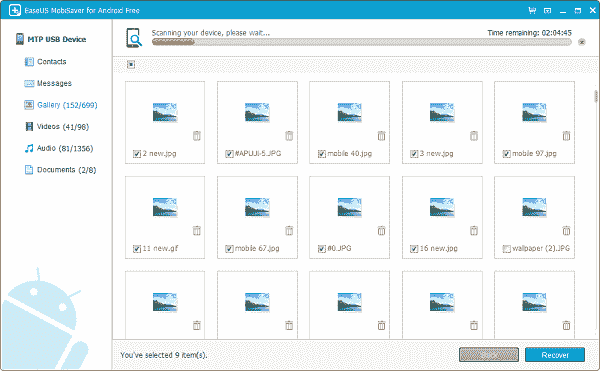 EaseUS MobiSaver for Android Free
MTP USB Device
Contacts
Messages
Gallery (152/699)
Videos (41/98)
Audio (81/1356)
Documents (2/8)
Scanning your device, please wait...
Time remaining: 02:04:45
2 new.jpg
#APUJI-5.JPG
mobile 40.jpg
3 new.jpg
mobile 97.jpg
11 new.gif
mobile 67.jpg
#0.JPG
16 new.jpg
wallpaper (2).JPG
You've selected 9 item(s).
Back
Recover